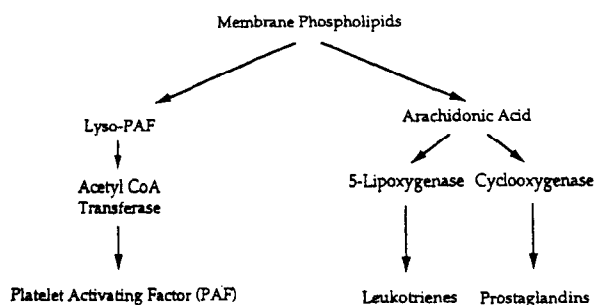 Membrane Phospholipids
Lyso-PAF
Arachidonic Acid
Acetyl CoA
Transferase
5-Lipoxygenase Cyclooxygenase
Platelet Activating Factor (PAF)
Leukotrienes Prostaglandins